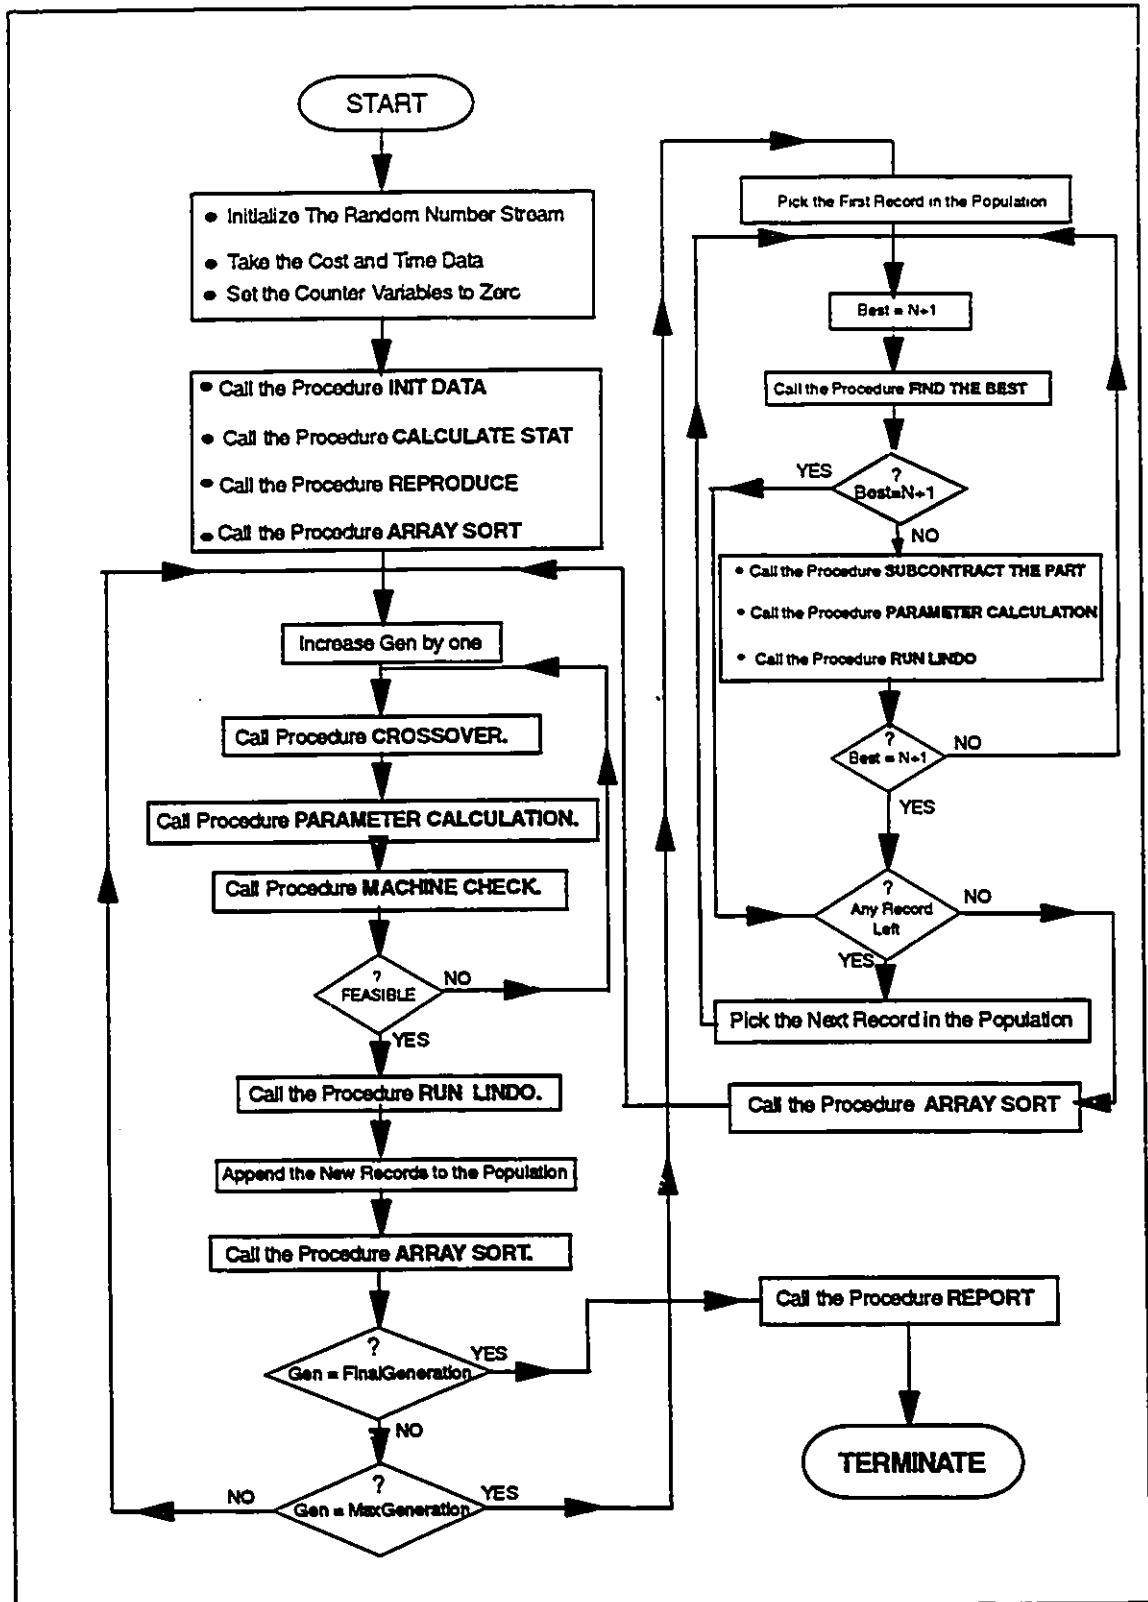 START
• Initialize The Random Number Stream
• Take the Cost and Time Data
• Set the Counter Variables to Zero
• Call the Procedure INIT DATA
• Call the Procedure CALCULATE STAT
• Call the Procedure REPRODUCE
• Call the Procedure ARRAY SORT
Increase Gen by one
Call Procedure CROSSOVER.
Call Procedure PARAMETER CALCULATION.
Call Procedure MACHINE CHECK.
?
FEASIBLE
NO
YES
Call the Procedure RUN LINDO.
Append the New Records to the Population
Call the Procedure ARRAY SORT.
?
Gen = FinalGeneration
YES
NO
?
Gen = MaxGeneration
NO
YES
Pick the First Record in the Population
Best = N+1
Call the Procedure FIND THE BEST
?
Best=N+1
YES
NO
• Call the Procedure SUBCONTRACT THE PART
• Call the Procedure PARAMETER CALCULATION
• Call the Procedure RUN LINDO
?
Best = N+1
NO
YES
?
Any Record
Left
NO
YES
Pick the Next Record in the Population
Call the Procedure ARRAY SORT
Call the Procedure REPORT
TERMINATE